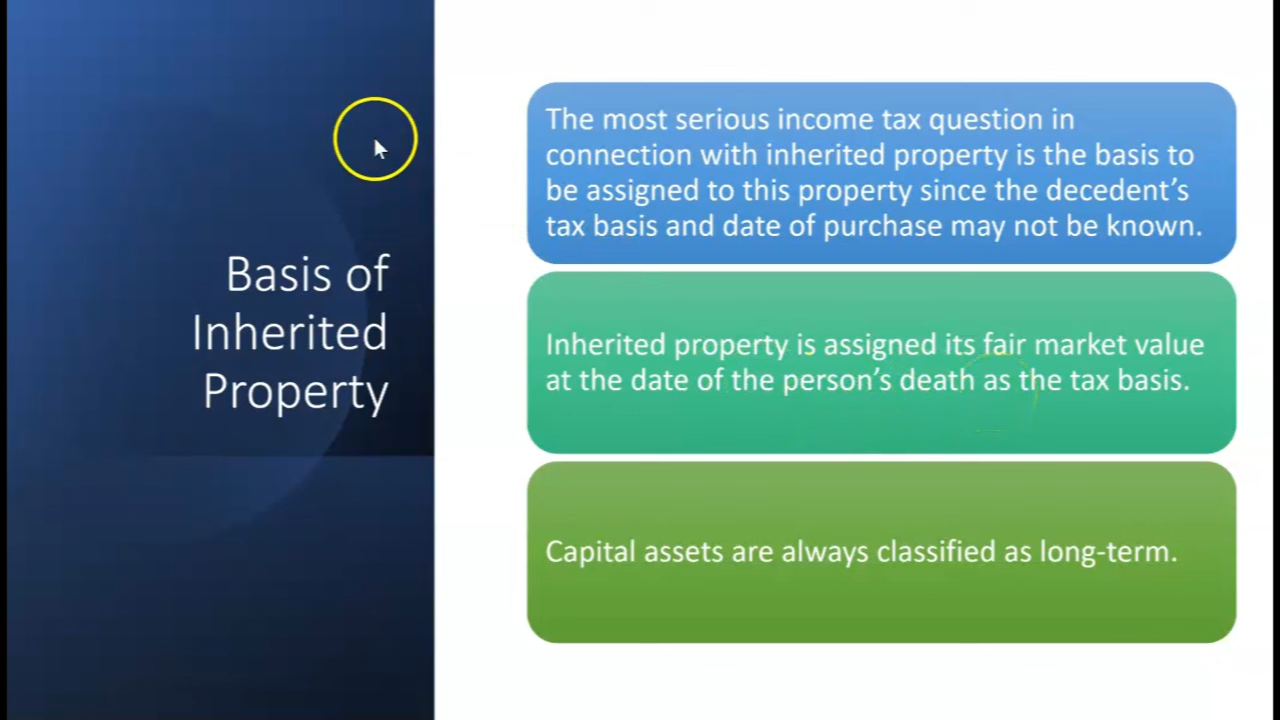 Basis of
Inherited
Property
The most serious income tax question in
connection with inherited property is the basis to
be assigned to this property since the decedent’s
tax basis and date of purchase may not be known.
Inherited property is assigned its fair market value
at the date of the person’s death as the tax basis.
Capital assets are always classified as long-term.